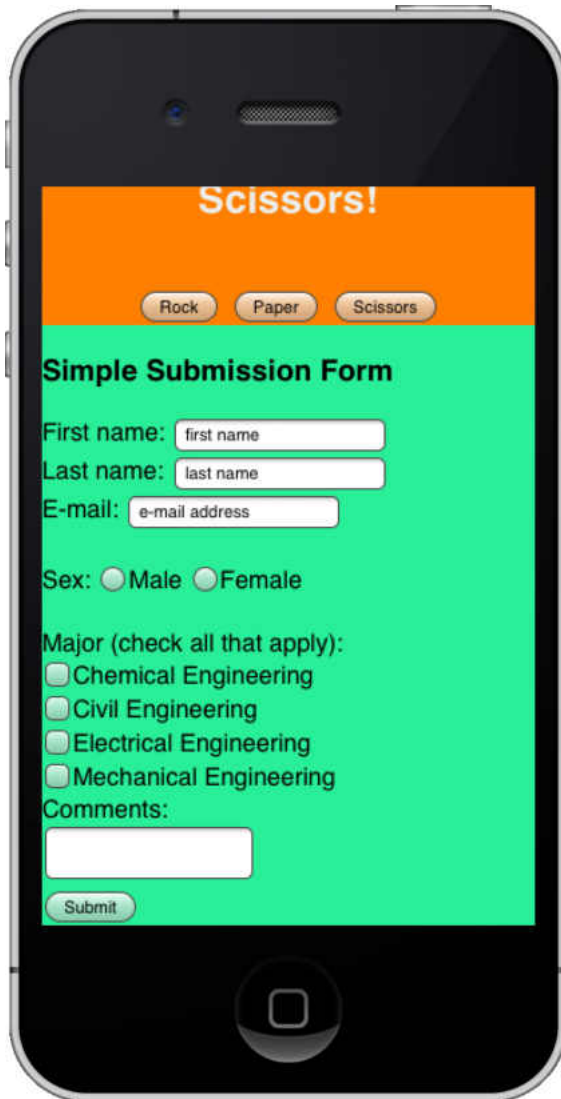 Scissors!
Rock Paper Scissors
Simple Submission Form
First name: first name
Last name: last name
E-mail: e-mail address
Sex: Male Female
Major (check all that apply):
Chemical Engineering
Civil Engineering
Electrical Engineering
Mechanical Engineering
Comments:
Submit